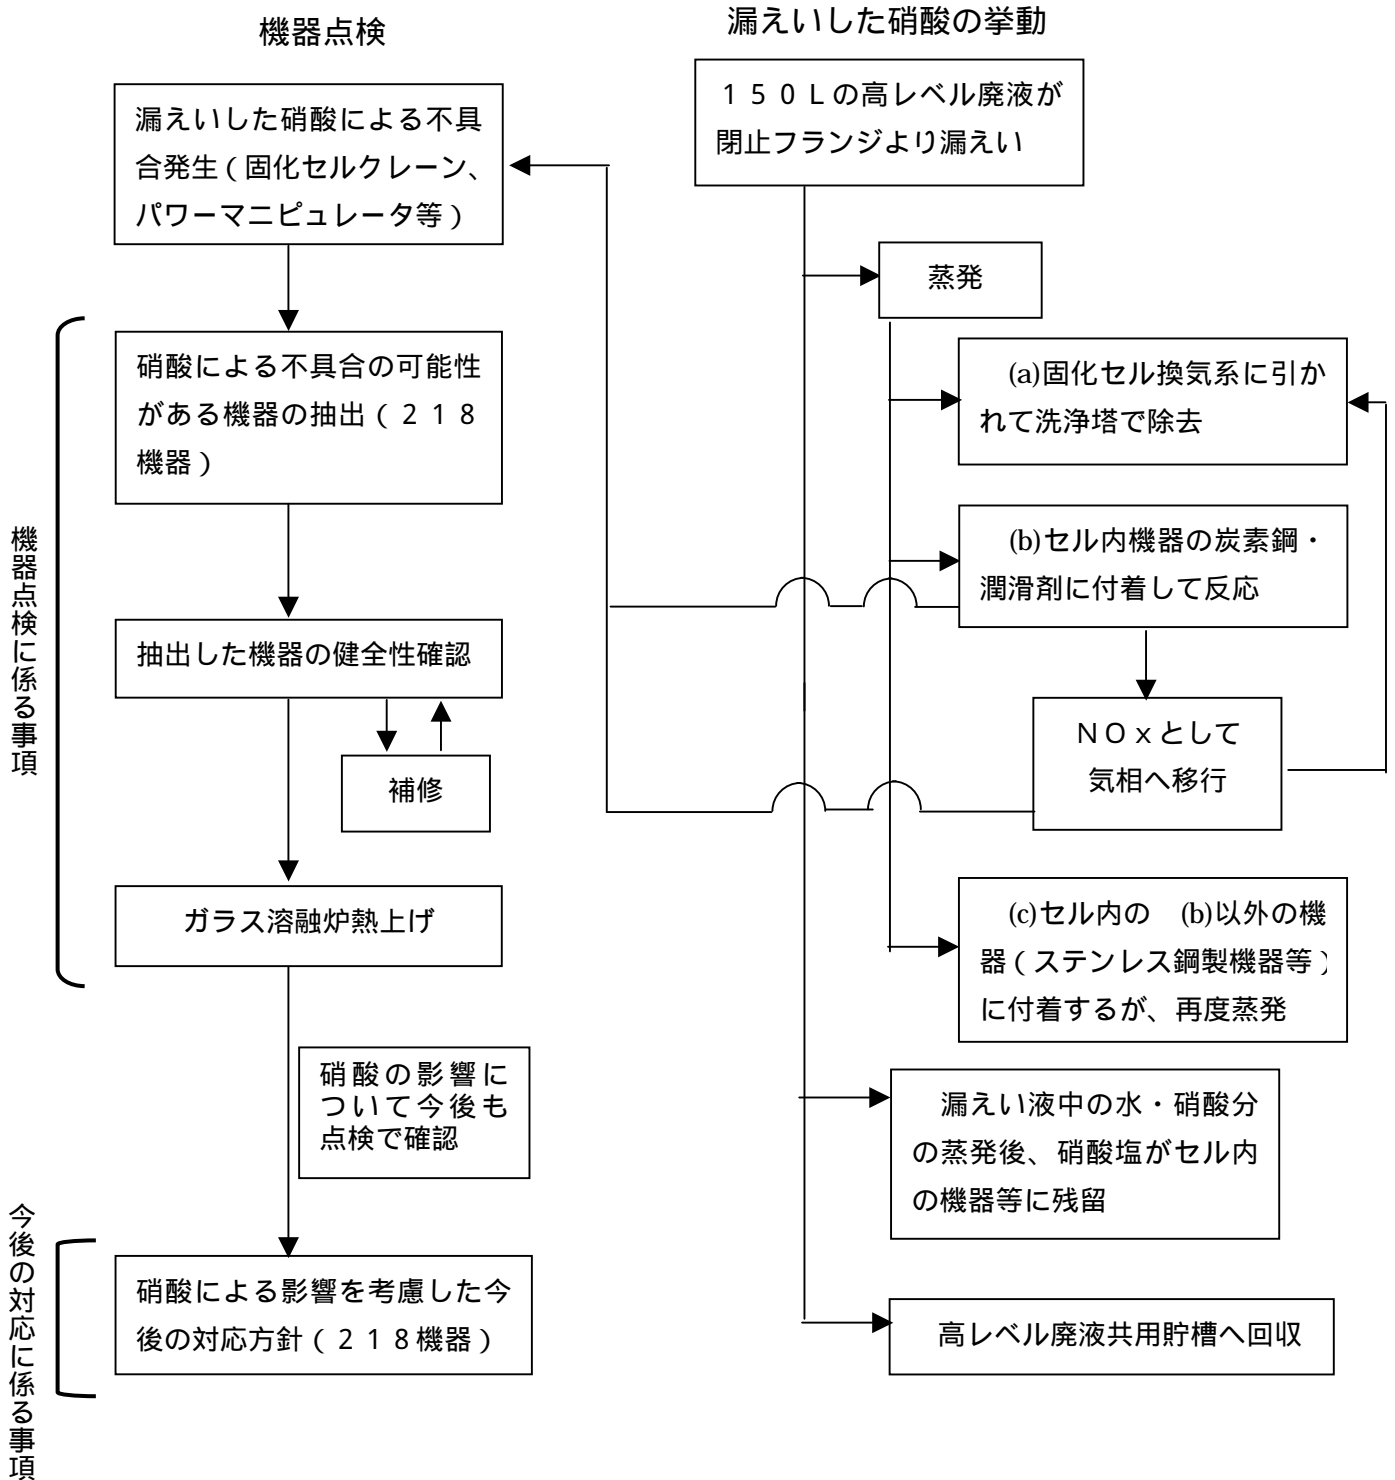 機器点検
漏えいした硝酸による不具
合発生(固化セルクレーン、
パワーマニピュレータ等)
硝酸による不具合の可能性
がある機器の抽出(218
機器)
抽出した機器の健全性確認
補修
ガラス溶融炉熱上げ
硝酸の影響に
ついて今後も
点検で確認
硝酸による影響を考慮した今
後の対応方針(218機器)
機器点検に係る事項
今後の対応に係る事項
漏えいした硝酸の挙動
150Lの高レベル廃液が
閉止フランジより漏えい
蒸発
(a)固化セル換気系に引か
れて洗浄塔で除去
(b)セル内機器の炭素鋼・
潤滑剤に付着して反応
NOxとして
気相へ移行
(c)セル内の (b)以外の機
器(ステンレス鋼製機器等)
に付着するが、再度蒸発
漏えい液中の水・硝酸分
の蒸発後、硝酸塩がセル内
の機器等に残留
高レベル廃液共用貯槽へ回収